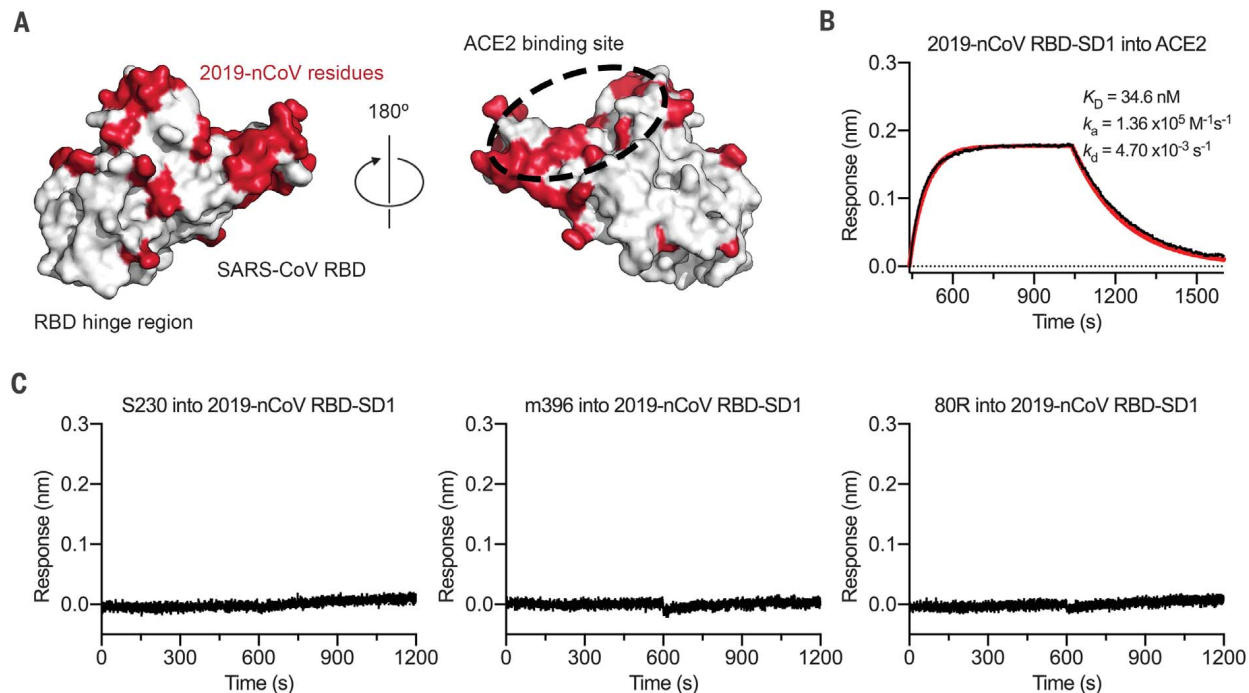 A
2019-nCoV residues
SARS-CoV RBD
RBD hinge region
180º
ACE2 binding site
B
2019-nCoV RBD-SD1 into ACE2
K_D = 34.6 nM
k_a = 1.36 x10⁵ M⁻¹s⁻¹
k_d = 4.70 x10⁻³ s⁻¹
Response (nm)
0.3
0.2
0.1
0.0
600 900 1200 1500
Time (s)
C
S230 into 2019-nCoV RBD-SD1
Response (nm)
0.3
0.2
0.1
0.0
0 300 600 900 1200
Time (s)
m396 into 2019-nCoV RBD-SD1
Response (nm)
0.3
0.2
0.1
0.0
0 300 600 900 1200
Time (s)
80R into 2019-nCoV RBD-SD1
Response (nm)
0.3
0.2
0.1
0.0
0 300 600 900 1200
Time (s)